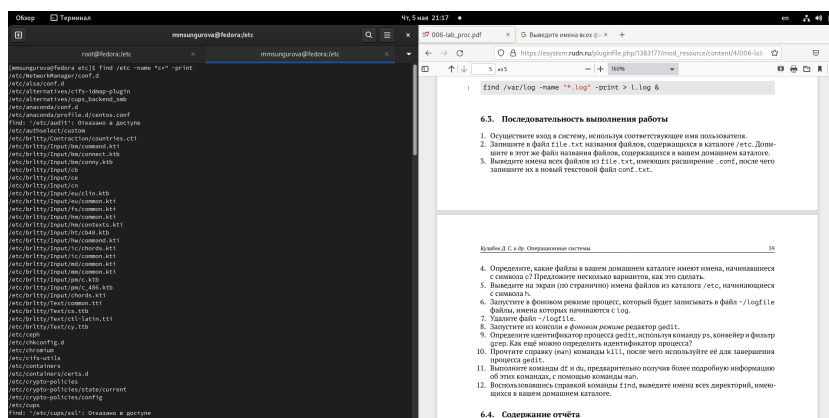 Обзор
Терминал
Чт, 5 мая 21:17
en
mmsungurova@fedora:/etc
root@fedora:/etc
mmsungurova@fedora:/etc
[mmsungurova@fedora etc]$ find /etc -name "c*" -print
/etc/NetworkManager/conf.d
/etc/alsa/conf.d
/etc/alternatives/cifs-idmap-plugin
/etc/alternatives/cups_backend_smb
/etc/anaconda/conf.d
/etc/anaconda/profile.d/centos.conf
find: '/etc/audit': Отказано в доступе
/etc/authselect/custom
/etc/brltty/Contraction/countries.cti
/etc/brltty/Input/bm/command.kti
/etc/brltty/Input/bm/connect.ktb
/etc/brltty/Input/bm/conny.ktb
/etc/brltty/Input/cb
/etc/brltty/Input/ce
/etc/brltty/Input/cn
/etc/brltty/Input/eu/clio.ktb
/etc/brltty/Input/eu/common.kti
/etc/brltty/Input/fs/common.kti
/etc/brltty/Input/hm/common.kti
/etc/brltty/Input/hm/contexts.kti
/etc/brltty/Input/ht/cb40.ktb
/etc/brltty/Input/hw/command.kti
/etc/brltty/Input/ic/chords.kti
/etc/brltty/Input/ic/common.kti
/etc/brltty/Input/md/common.kti
/etc/brltty/Input/mm/common.kti
/etc/brltty/Input/pm/c.ktb
/etc/brltty/Input/pm/c_486.ktb
/etc/brltty/Input/chords.kti
/etc/brltty/Text/common.tti
/etc/brltty/Text/cs.ttb
/etc/brltty/Text/ctl-latin.tti
/etc/brltty/Text/cy.ttb
/etc/ceph
/etc/chkconfig.d
/etc/chromium
/etc/cifs-utils
/etc/containers
/etc/containers/certs.d
/etc/crypto-policies
/etc/crypto-policies/state/current
/etc/crypto-policies/config
/etc/cups
find: '/etc/cups/ssl': Отказано в доступе
006-lab_proc.pdf
Выведите имена всех
https://esystem.rudn.ru/pluginfile.php/1383177/mod_resource/content/4/006-lab
5 из 5
160%
1 find /var/log -name "*.log" -print > l.log &
6.3. Последовательность выполнения работы
1. Осуществите вход в систему, используя соответствующее имя пользователя.
2. Запишите в файл file.txt названия файлов, содержащихся в каталоге /etc. Допи-
шите в этот же файл названия файлов, содержащихся в вашем домашнем каталоге.
3. Выведите имена всех файлов из file.txt, имеющих расширение .conf, после чего
запишите их в новый текстовой файл conf.txt.
Кулябов Д. С. и др. Операционные системы 59
4. Определите, какие файлы в вашем домашнем каталоге имеют имена, начинавшиеся
с символа c? Предложите несколько вариантов, как это сделать.
5. Выведите на экран (по странично) имена файлов из каталога /etc, начинающиеся
с символа h.
6. Запустите в фоновом режиме процесс, который будет записывать в файл ~/logfile
файлы, имена которых начинаются с log.
7. Удалите файл ~/logfile.
8. Запустите из консоли в фоновом режиме редактор gedit.
9. Определите идентификатор процесса gedit, используя команду ps, конвейер и фильтр
grep. Как ещё можно определить идентификатор процесса?
10. Прочтите справку (man) команды kill, после чего используйте её для завершения
процесса gedit.
11. Выполните команды df и du, предварительно получив более подробную информацию
об этих командах, с помощью команды man.
12. Воспользовавшись справкой команды find, выведите имена всех директорий, имею-
щихся в вашем домашнем каталоге.
6.4. Содержание отчёта